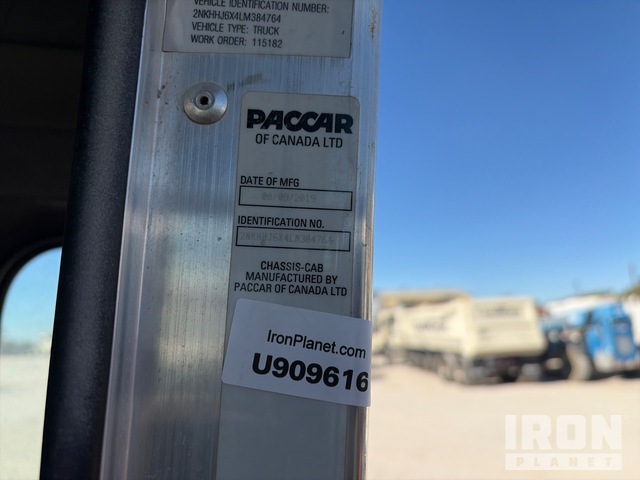 VEHICLE IDENTIFICATION NUMBER:
2NKHHJ6X4LM384764
VEHICLE TYPE: TRUCK
WORK ORDER: 115182
PACCAR
OF CANADA LTD
DATE OF MFG
IDENTIFICATION NO.
2NKHHJ6X4LM384764
CHASSIS-CAB
MANUFACTURED BY
PACCAR OF CANADA LTD
IronPlanet.com
U909616
IRON
PLANET